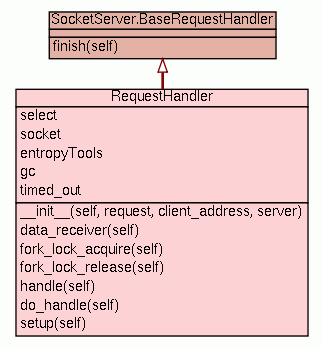 SocketServer.BaseRequestHandler
finish(self)
RequestHandler
select
socket
entropyTools
gc
timed_out
__init__(self, request, client_address, server)
data_receiver(self)
fork_lock_acquire(self)
fork_lock_release(self)
handle(self)
do_handle(self)
setup(self)